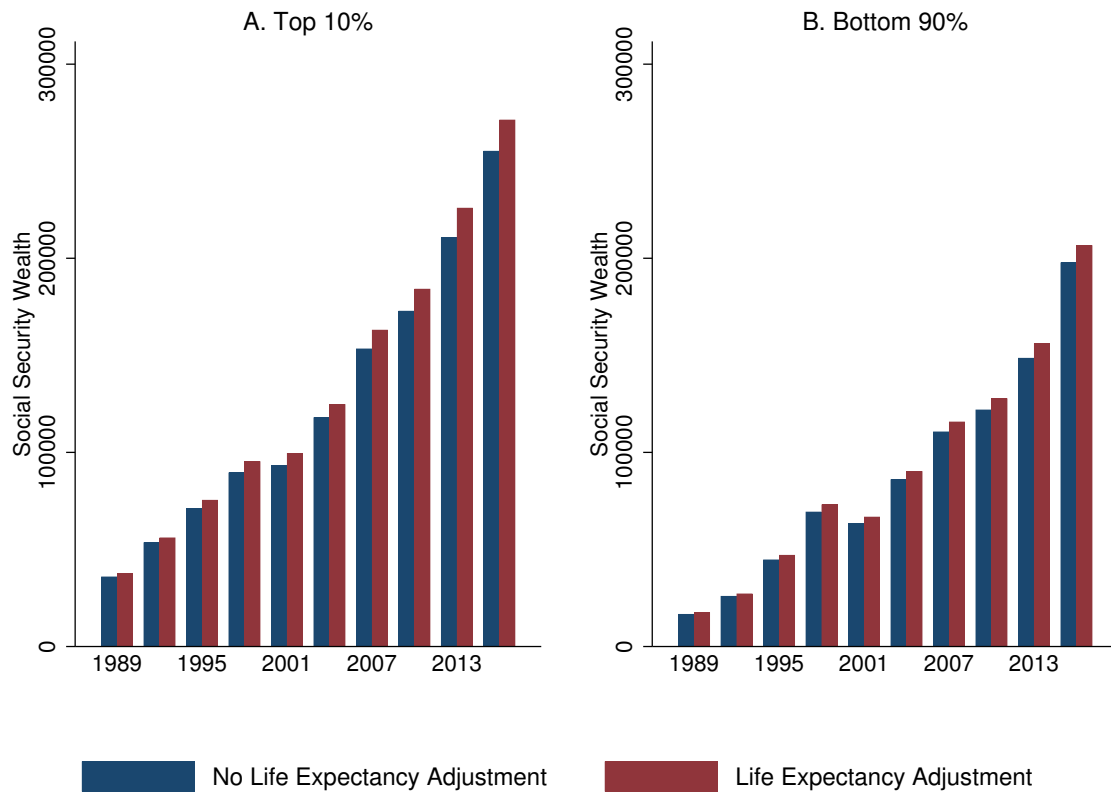 A. Top 10%
Social Security Wealth
300000
200000
100000
0
1989 1995 2001 2007 2013
B. Bottom 90%
Social Security Wealth
300000
200000
100000
0
1989 1995 2001 2007 2013
No Life Expectancy Adjustment
Life Expectancy Adjustment